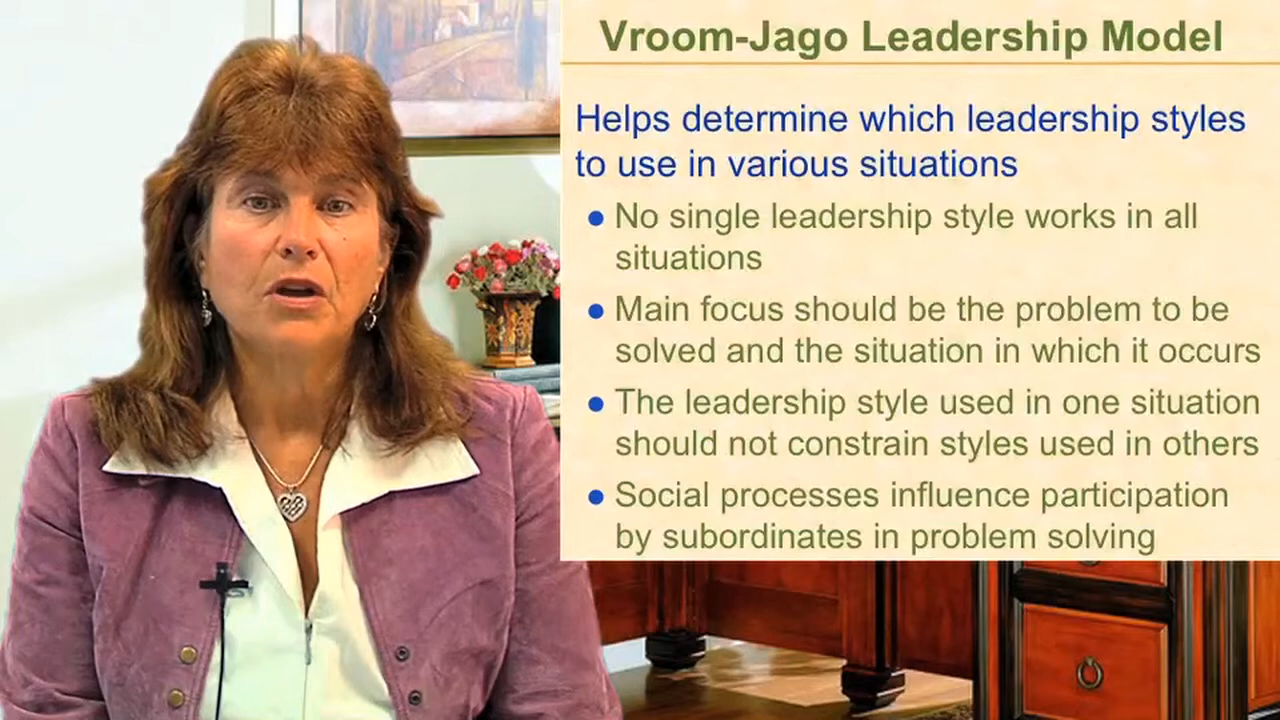 Vroom-Jago Leadership Model
Helps determine which leadership styles
to use in various situations
● No single leadership style works in all
situations
● Main focus should be the problem to be
solved and the situation in which it occurs
● The leadership style used in one situation
should not constrain styles used in others
● Social processes influence participation
by subordinates in problem solving